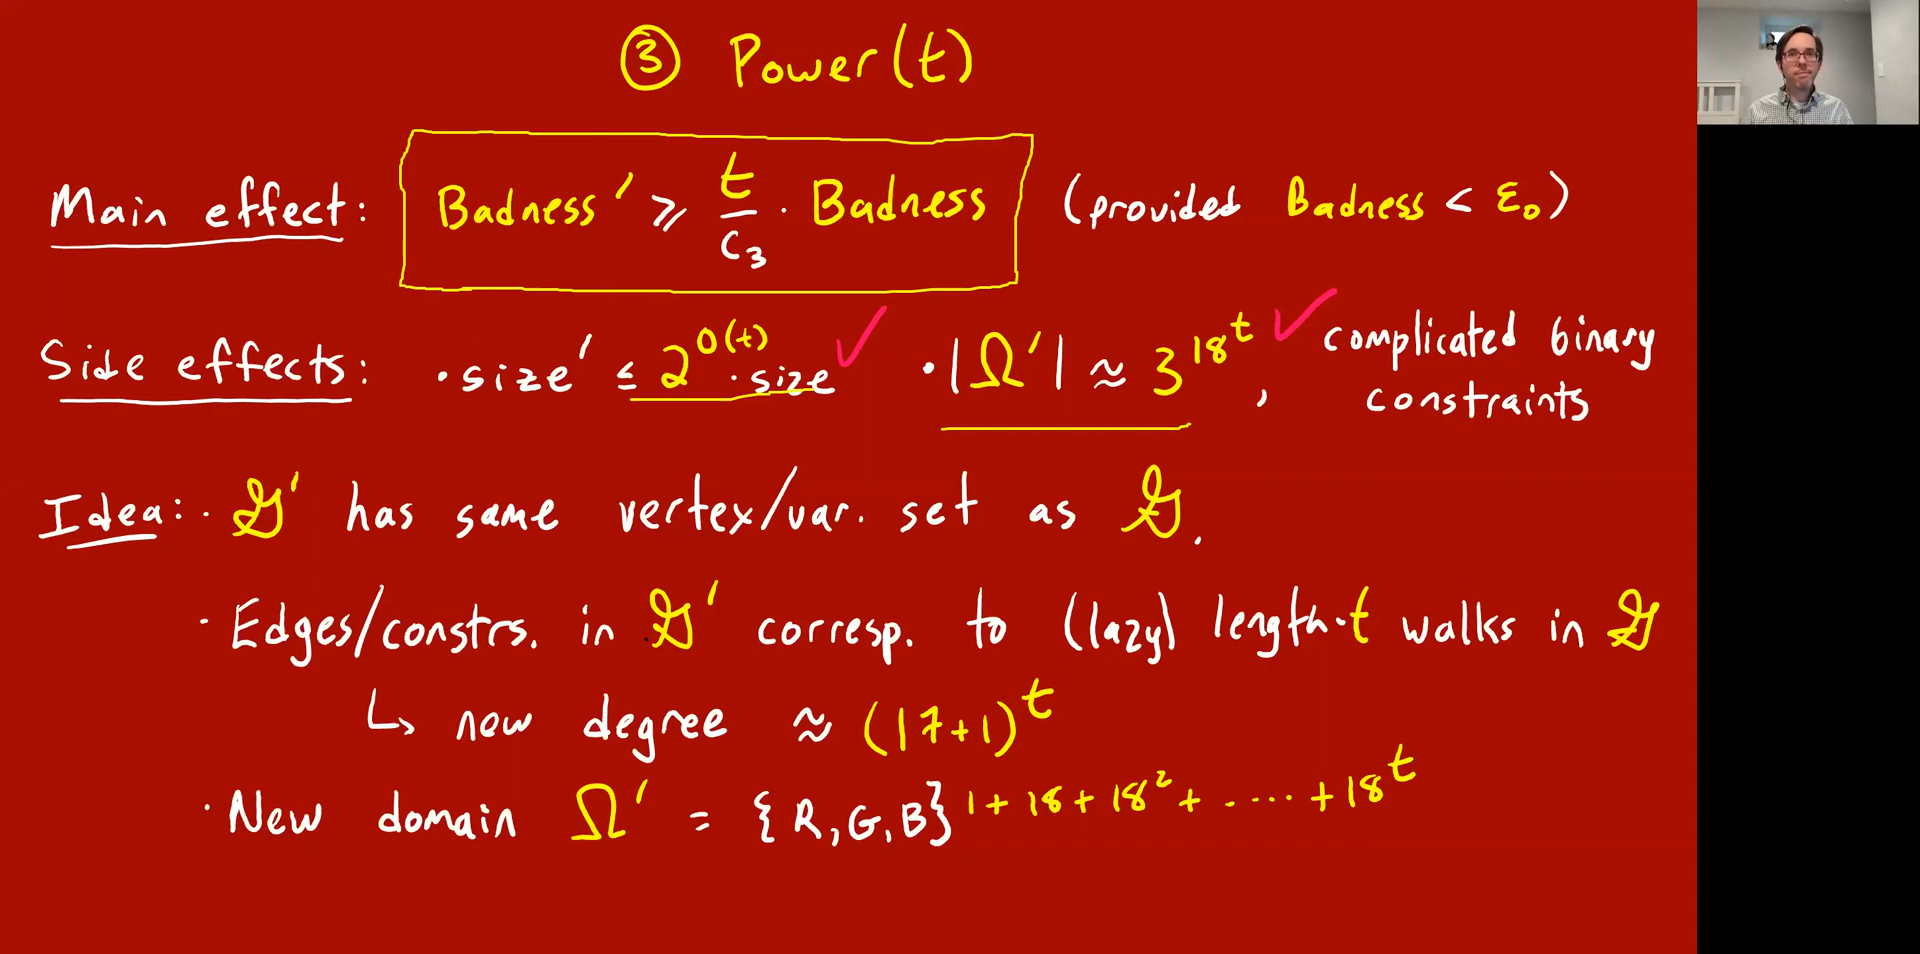 ③ Power(t)
Main effect: Badness' ⩾ t/c₃ · Badness (provided Badness < ε₀)
Side effects: · size' ≤ 2^O(t) · size ✓ · |Ω'| ≈ 3^18^t ✓, complicated binary constraints
Idea: · 𝒢' has same vertex/var. set as 𝒢.
· Edges/constrs. in 𝒢' corresp. to (lazy) length-t walks in 𝒢
↳ new degree ≈ (17+1)^t
· New domain Ω' = {R,G,B}^1+18+18²+....+18^t